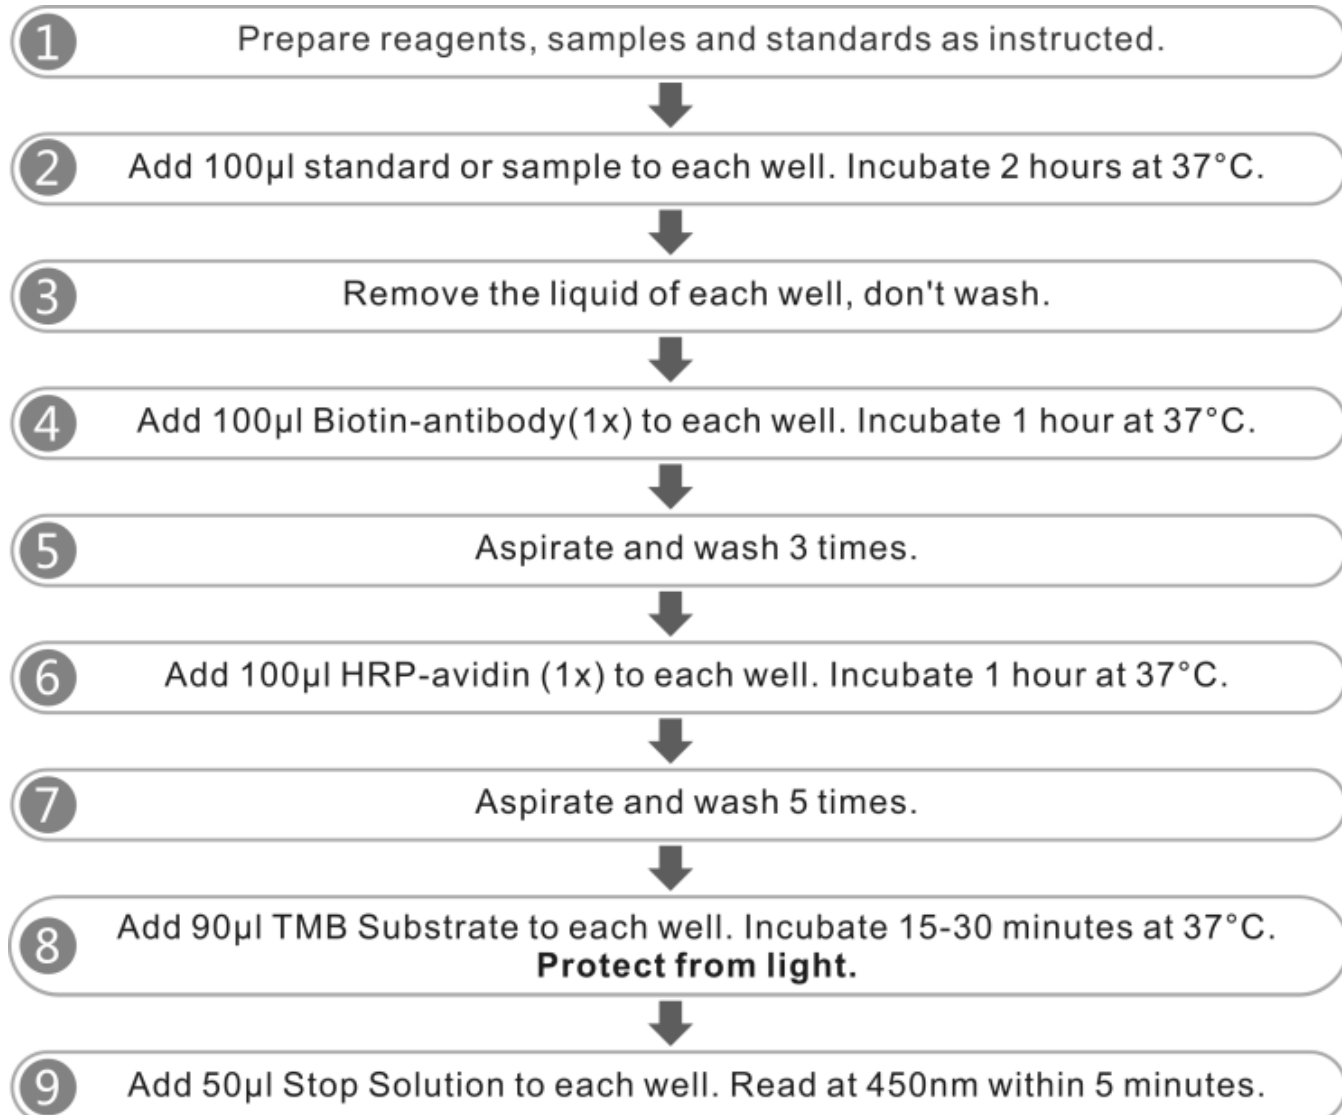 1 Prepare reagents, samples and standards as instructed.
2 Add 100µl standard or sample to each well. Incubate 2 hours at 37°C.
3 Remove the liquid of each well, don't wash.
4 Add 100µl Biotin-antibody(1x) to each well. Incubate 1 hour at 37°C.
5 Aspirate and wash 3 times.
6 Add 100µl HRP-avidin (1x) to each well. Incubate 1 hour at 37°C.
7 Aspirate and wash 5 times.
8 Add 90µl TMB Substrate to each well. Incubate 15-30 minutes at 37°C.
Protect from light.
9 Add 50µl Stop Solution to each well. Read at 450nm within 5 minutes.